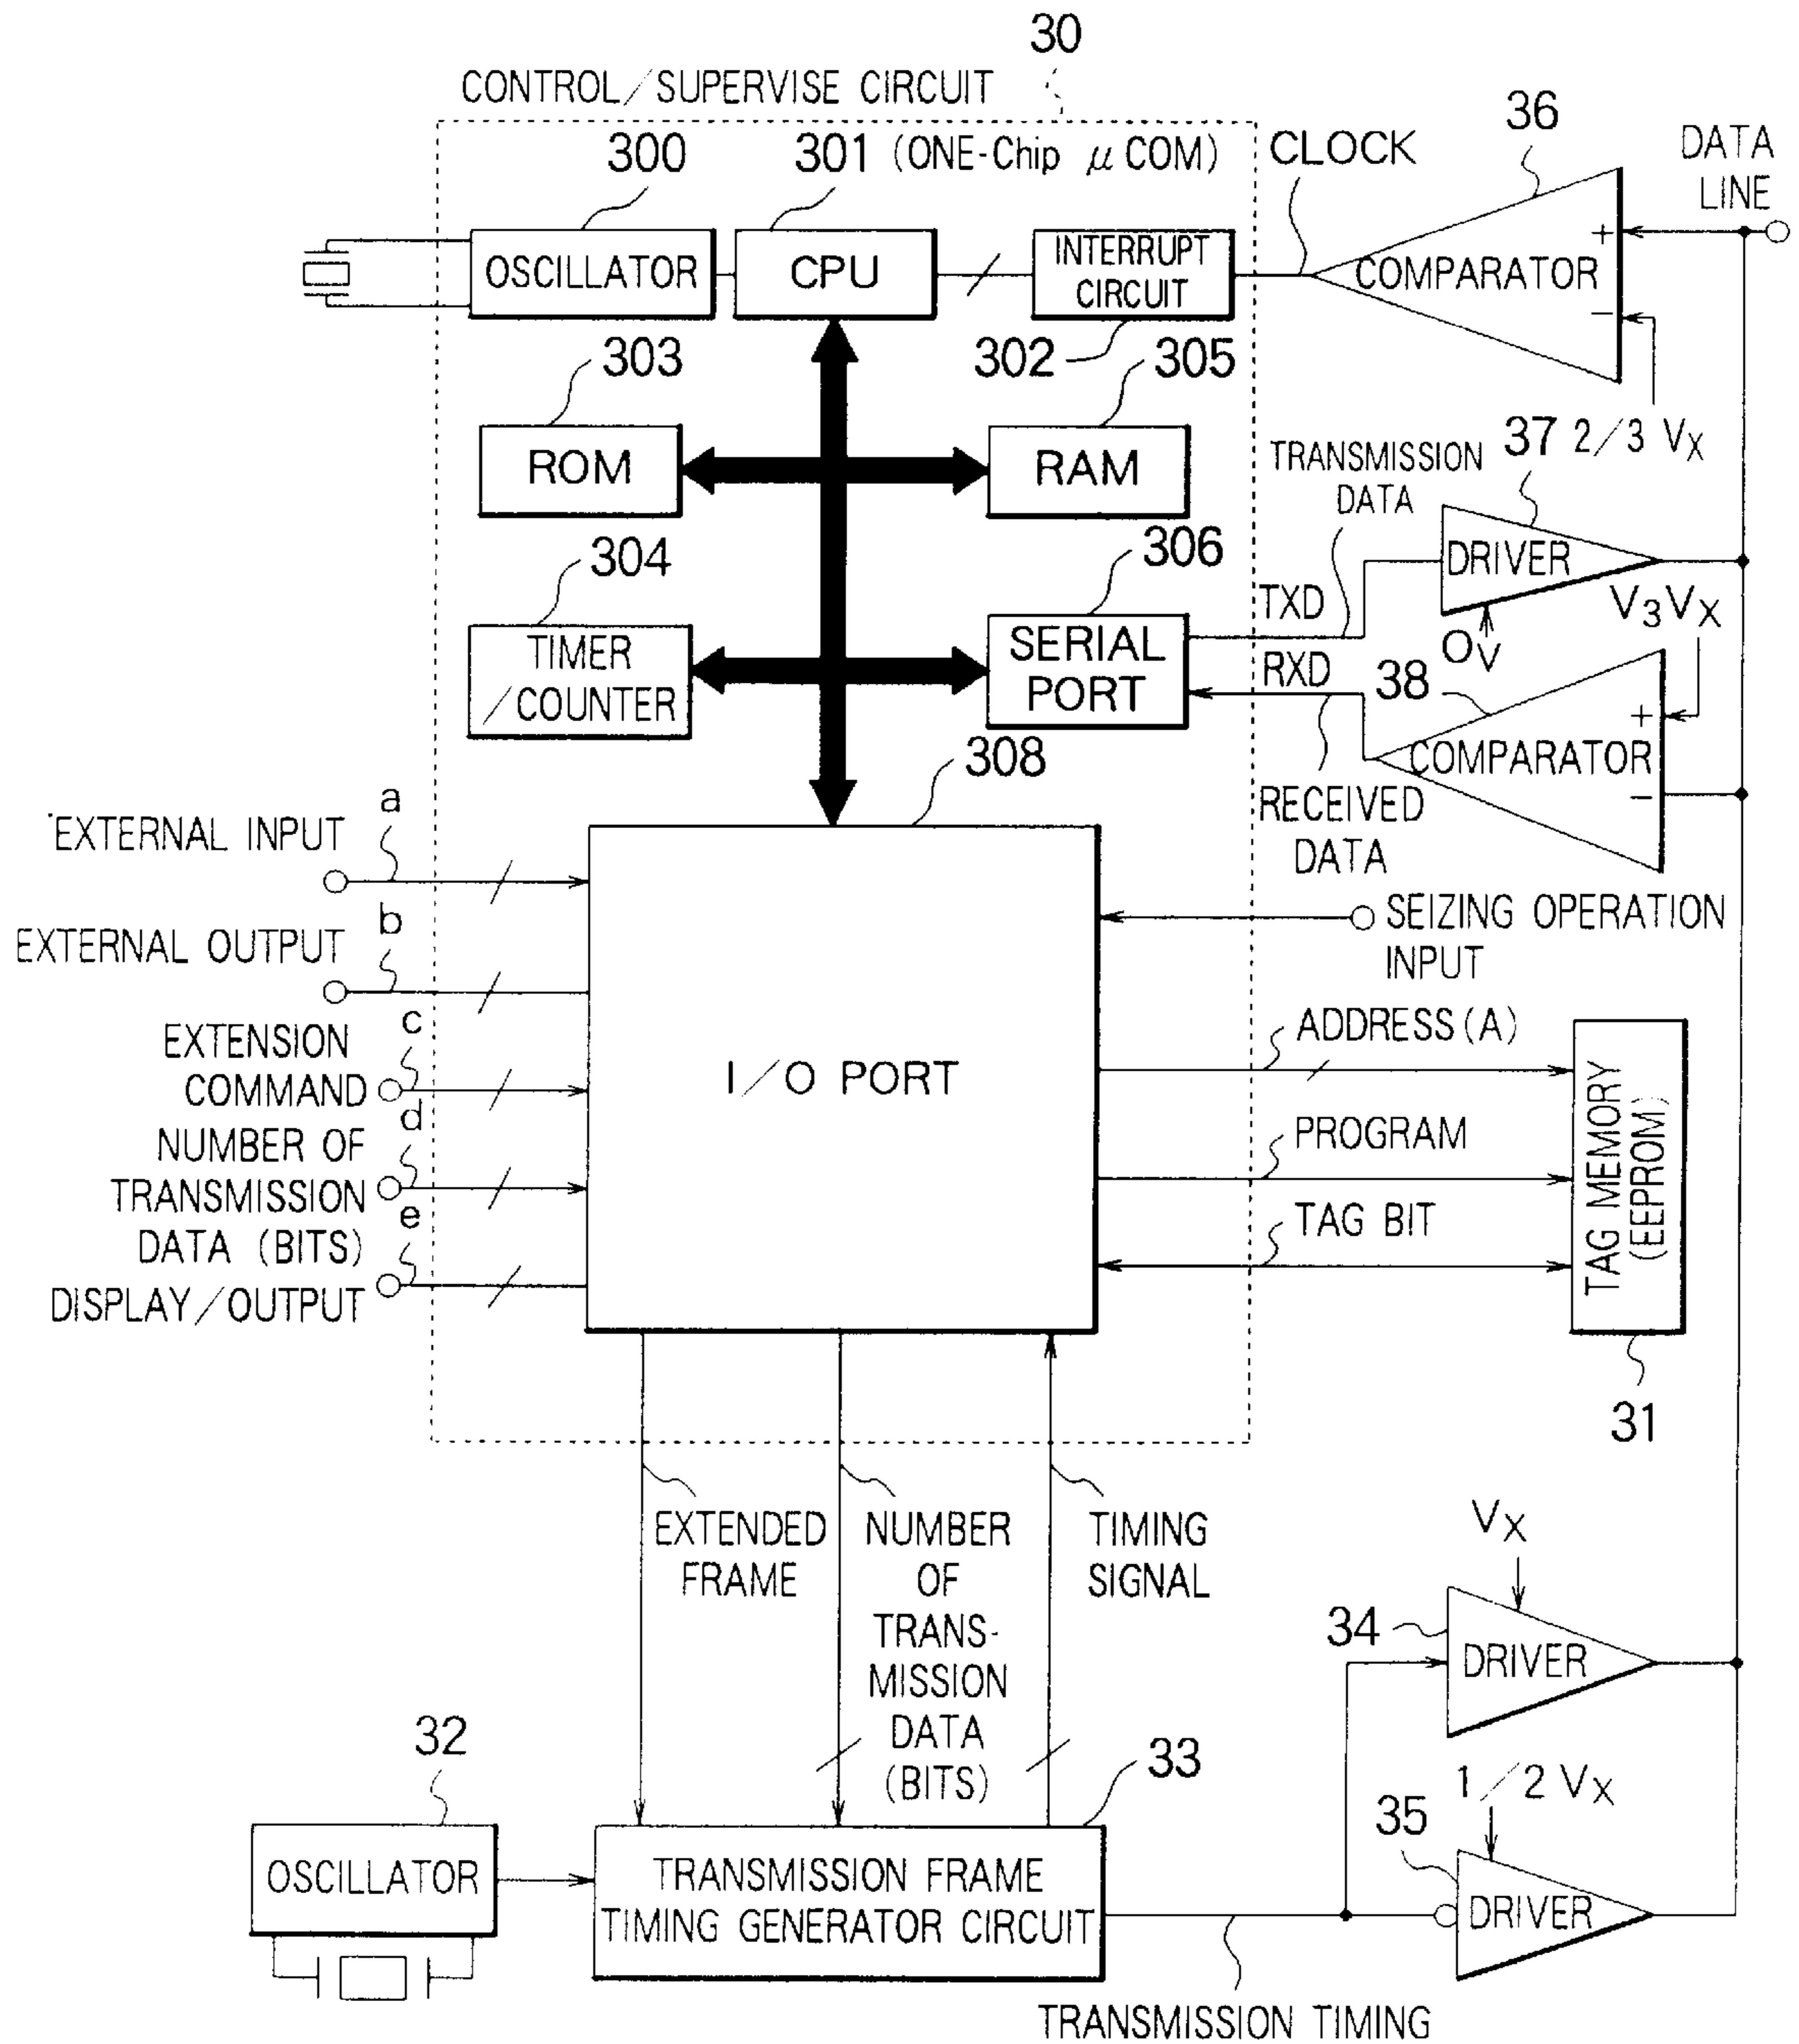 30
CONTROL/SUPERVISE CIRCUIT
300
301 (ONE-Chip μ COM)
CLOCK
36
DATA
LINE
OSCILLATOR
CPU
INTERRUPT
CIRCUIT
COMPARATOR
+
−
303
302
305
2/3 VX
37
ROM
RAM
TRANSMISSION
DATA
304
306
TXD
DRIVER
V3VX
OV
TIMER
/COUNTER
SERIAL
PORT
RXD
38
+
COMPARATOR
−
308
RECEIVED
DATA
EXTERNAL INPUT
a
EXTERNAL OUTPUT
b
SEIZING OPERATION
INPUT
EXTENSION
COMMAND
c
I/O PORT
ADDRESS(A)
NUMBER OF
TRANSMISSION
DATA (BITS)
d
PROGRAM
TAG BIT
TAG MEMORY
(EEPROM)
DISPLAY/OUTPUT
e
31
EXTENDED
FRAME
NUMBER
OF
TRANS-
MISSION
DATA
(BITS)
TIMING
SIGNAL
VX
34
DRIVER
32
33
1/2 VX
35
OSCILLATOR
TRANSMISSION FRAME
TIMING GENERATOR CIRCUIT
DRIVER
TRANSMISSION TIMING